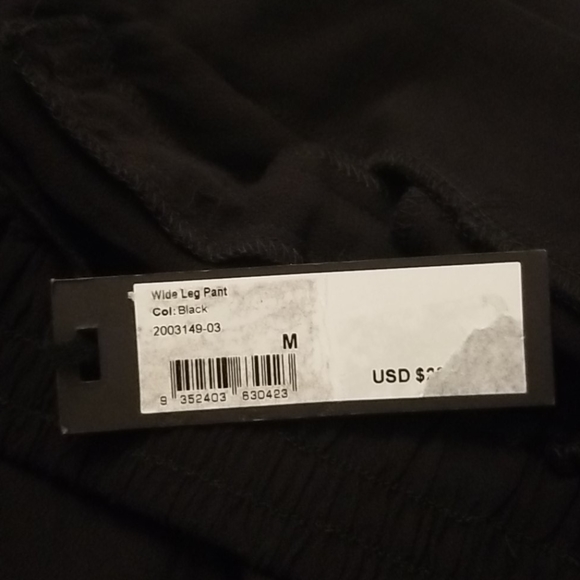 Wide Leg Pant
Col: Black
2003149-03
M
9 352403 630423
USD $